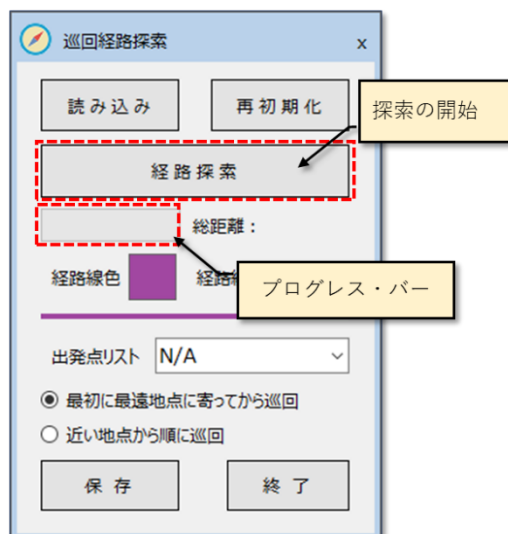 巡回経路探索
x
読み込み
再初期化
探索の開始
経路探索
総距離：
経路線色
経路
プログレス・バー
出発点リスト N/A
最初に最遠地点に寄ってから巡回
近い地点から順に巡回
保存
終了